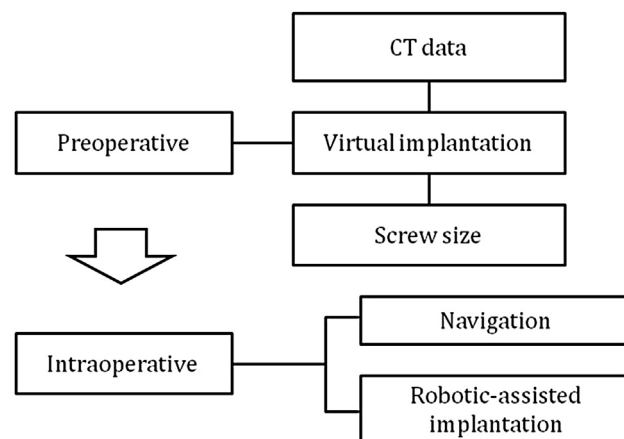 CT data
Preoperative
Virtual implantation
Screw size
Intraoperative
Navigation
Robotic-assisted
implantation